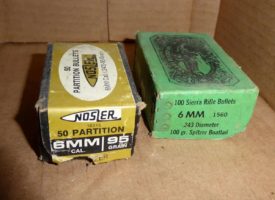 50
PARTITION BULLETS
NOSLER
50 PARTITION
6MM 95
CAL. GRAIN
100 Sierra Rifle Bullets
6 MM 1560
.243 Diameter
100 gr. Spitzer Boattail